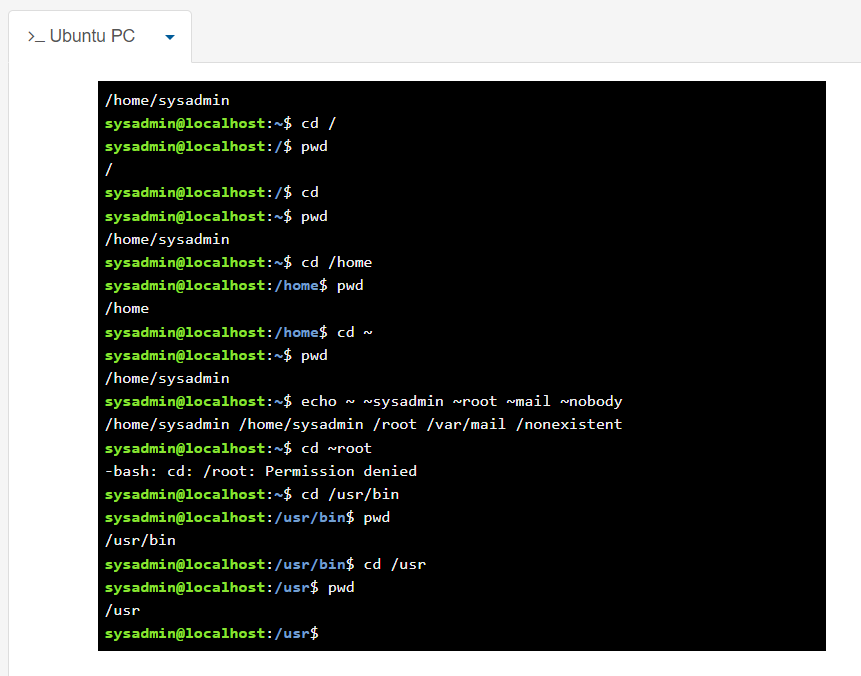 >_ Ubuntu PC
/home/sysadmin
sysadmin@localhost:~$ cd /
sysadmin@localhost:/$ pwd
/
sysadmin@localhost:/$ cd
sysadmin@localhost:~$ pwd
/home/sysadmin
sysadmin@localhost:~$ cd /home
sysadmin@localhost:/home$ pwd
/home
sysadmin@localhost:/home$ cd ~
sysadmin@localhost:~$ pwd
/home/sysadmin
sysadmin@localhost:~$ echo ~ ~sysadmin ~root ~mail ~nobody
/home/sysadmin /home/sysadmin /root /var/mail /nonexistent
sysadmin@localhost:~$ cd ~root
-bash: cd: /root: Permission denied
sysadmin@localhost:~$ cd /usr/bin
sysadmin@localhost:/usr/bin$ pwd
/usr/bin
sysadmin@localhost:/usr/bin$ cd /usr
sysadmin@localhost:/usr$ pwd
/usr
sysadmin@localhost:/usr$